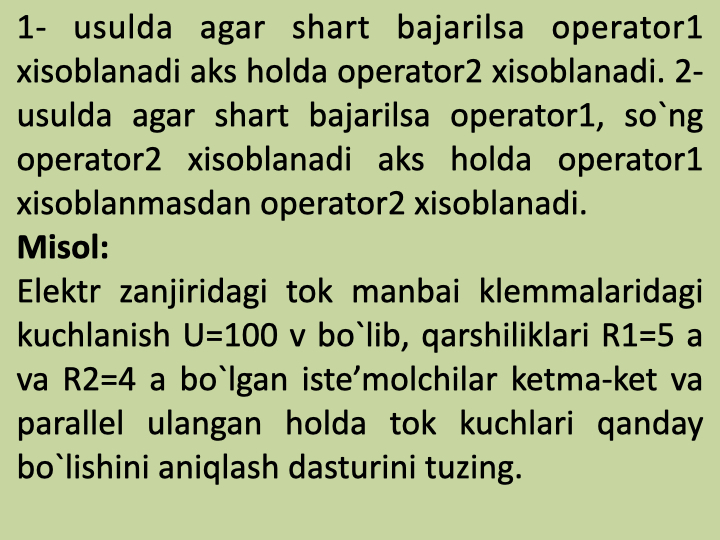 1- usulda agar shart bajarilsa operator1
xisoblanadi aks holda operator2 xisoblanadi. 2-
usulda agar shart bajarilsa operator1, so`ng
operator2 xisoblanadi aks holda operator1
xisoblanmasdan operator2 xisoblanadi.
Misol:
Elektr zanjiridagi tok manbai klemmalaridagi
kuchlanish U=100 v bo`lib, qarshiliklari R1=5 a
va R2=4 a bo`lgan iste’molchilar ketma-ket va
parallel ulangan holda tok kuchlari qanday
bo`lishini aniqlash dasturini tuzing.